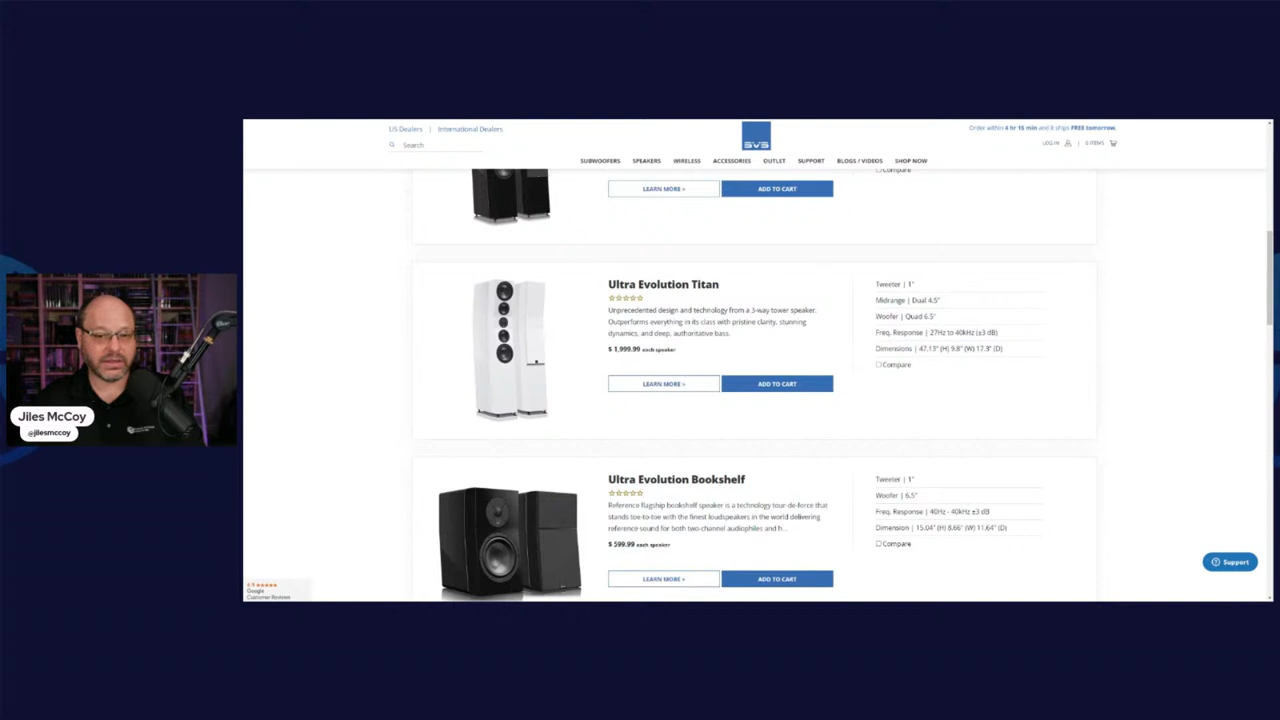 US Dealers | International Dealers
Order within 4 hr 15 min and it ships FREE tomorrow.
Search
SVS
LOG IN | 0 ITEMS
SUBWOOFERS SPEAKERS WIRELESS ACCESSORIES OUTLET SUPPORT BLOGS / VIDEOS SHOP NOW
Compare
LEARN MORE > ADD TO CART
Ultra Evolution Titan
Unprecedented design and technology from a 3-way tower speaker.
Outperforms everything in its class with pristine clarity, stunning
dynamics, and deep, authoritative bass.
$ 1,999.99 each speaker
LEARN MORE > ADD TO CART
Tweeter | 1"
Midrange | Dual 4.5"
Woofer | Quad 6.5"
Freq. Response | 27Hz to 40kHz (±3 dB)
Dimensions | 47.13" (H) 9.8" (W) 17.3" (D)
Compare
Jiles McCoy
@jilesmccoy
Ultra Evolution Bookshelf
Reference flagship bookshelf speaker is a technology tour-de-force that
stands toe-to-toe with the finest loudspeakers in the world delivering
reference sound for both two-channel audiophiles and h...
$ 599.99 each speaker
LEARN MORE > ADD TO CART
Tweeter | 1"
Woofer | 6.5"
Freq. Response | 40Hz - 40kHz ±3 dB
Dimension | 15.04" (H) 8.66" (W) 11.64" (D)
Compare
Support
Google
Customer Reviews